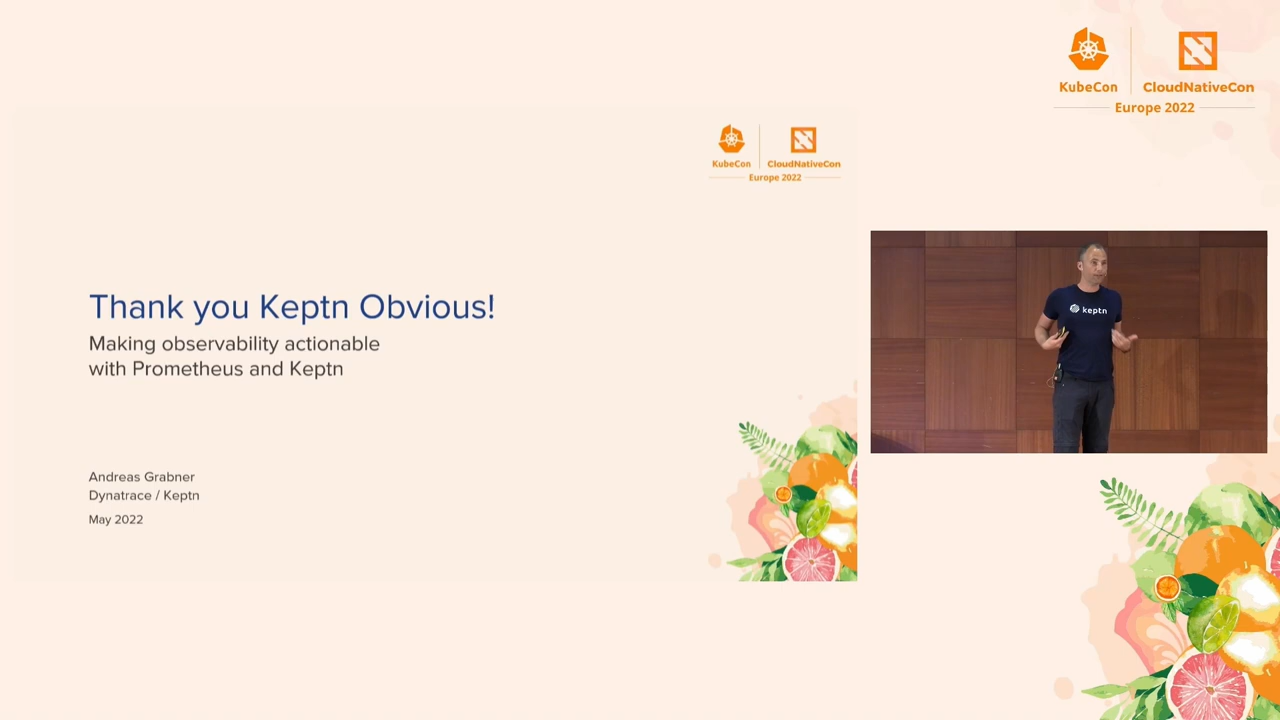 KubeCon
CloudNativeCon
Europe 2022
KubeCon
CloudNativeCon
Europe 2022
Thank you Keptn Obvious!
Making observability actionable
with Prometheus and Keptn
keptn
Andreas Grabner
Dynatrace / Keptn
May 2022